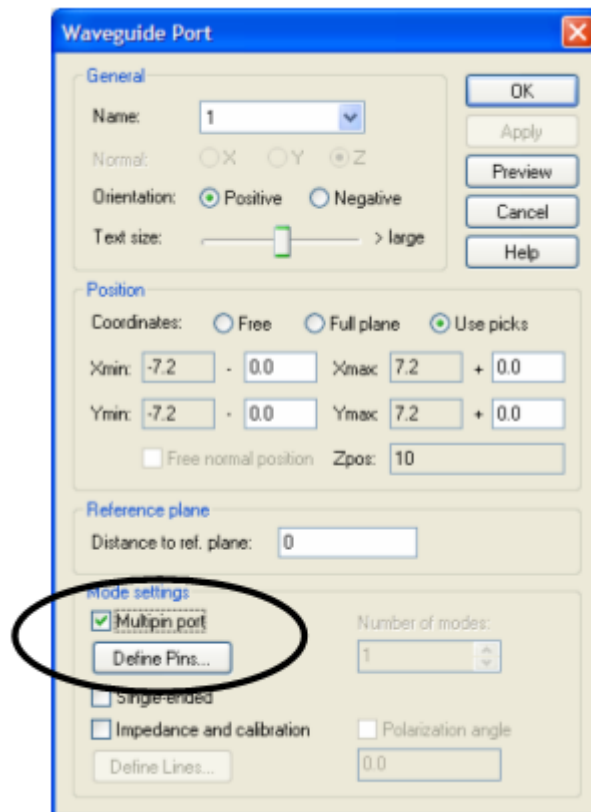 Waveguide Port
General
OK
Name: 1
Apply
Normal: X Y Z
Preview
Orientation: Positive Negative
Cancel
Text size: > large
Help
Position
Coordinates: Free Full plane Use picks
Xmin: -7.2 - 0.0 Xmax: 7.2 + 0.0
Ymin: -7.2 - 0.0 Ymax: 7.2 + 0.0
Free normal position Zpos: 10
Reference plane
Distance to ref. plane: 0
Mode settings
Multipin port Number of modes:
Define Pins... 1
Single-ended
Impedance and calibration Polarization angle
Define Lines... 0.0